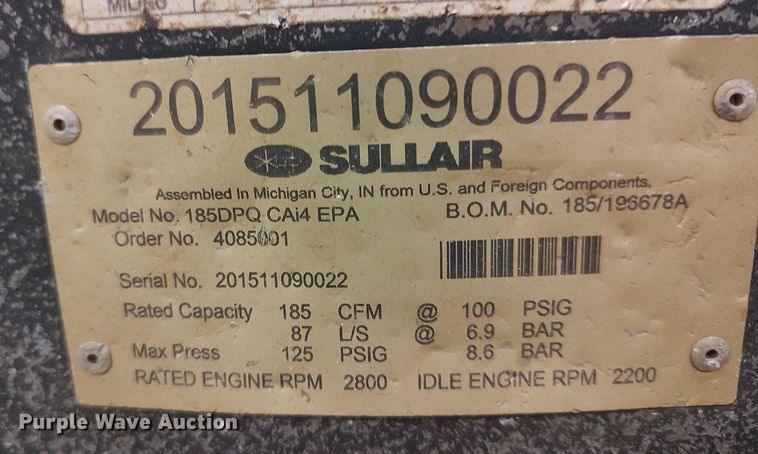 201511090022
SULLAIR
Assembled In Michigan City, IN from U.S. and Foreign Components.
Model No. 185DPQ CAi4 EPA B.O.M. No. 185/196678A
Order No. 4085001
Serial No. 201511090022
Rated Capacity 185 CFM @ 100 PSIG
87 L/S @ 6.9 BAR
Max Press 125 PSIG 8.6 BAR
RATED ENGINE RPM 2800 IDLE ENGINE RPM 2200
Purple Wave Auction